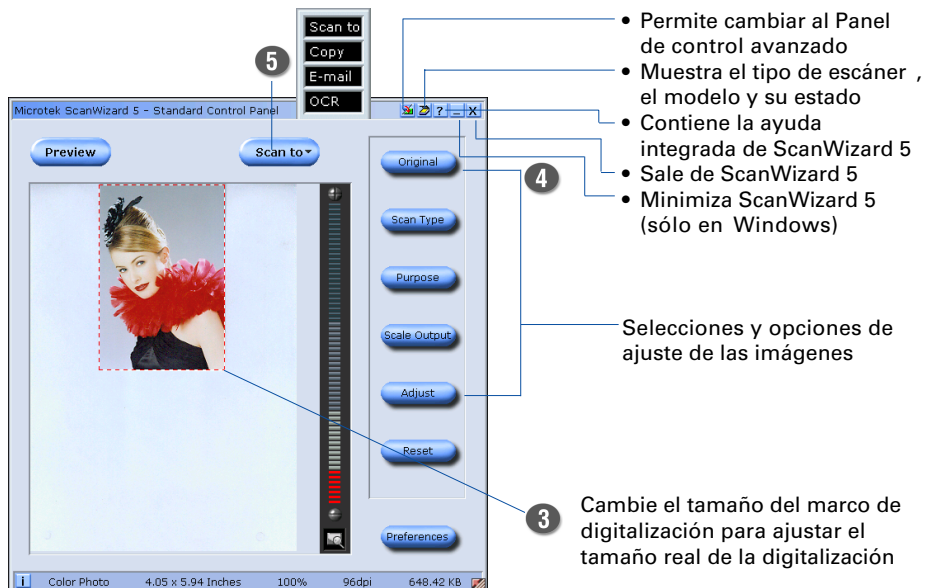 Scan to
Copy
E-mail
OCR
5
• Permite cambiar al Panel
de control avanzado
• Muestra el tipo de escáner ,
el modelo y su estado
• Contiene la ayuda
integrada de ScanWizard 5
• Sale de ScanWizard 5
• Minimiza ScanWizard 5
(sólo en Windows)
Microtek ScanWizard 5 - Standard Control Panel
? _ X
Preview
Scan to
Original
4
Scan Type
Purpose
Scale Output
Adjust
Reset
Preferences
Selecciones y opciones de
ajuste de las imágenes
3
Cambie el tamaño del marco de
digitalización para ajustar el
tamaño real de la digitalización
i Color Photo 4.05 x 5.94 Inches 100% 96dpi 648.42 KB